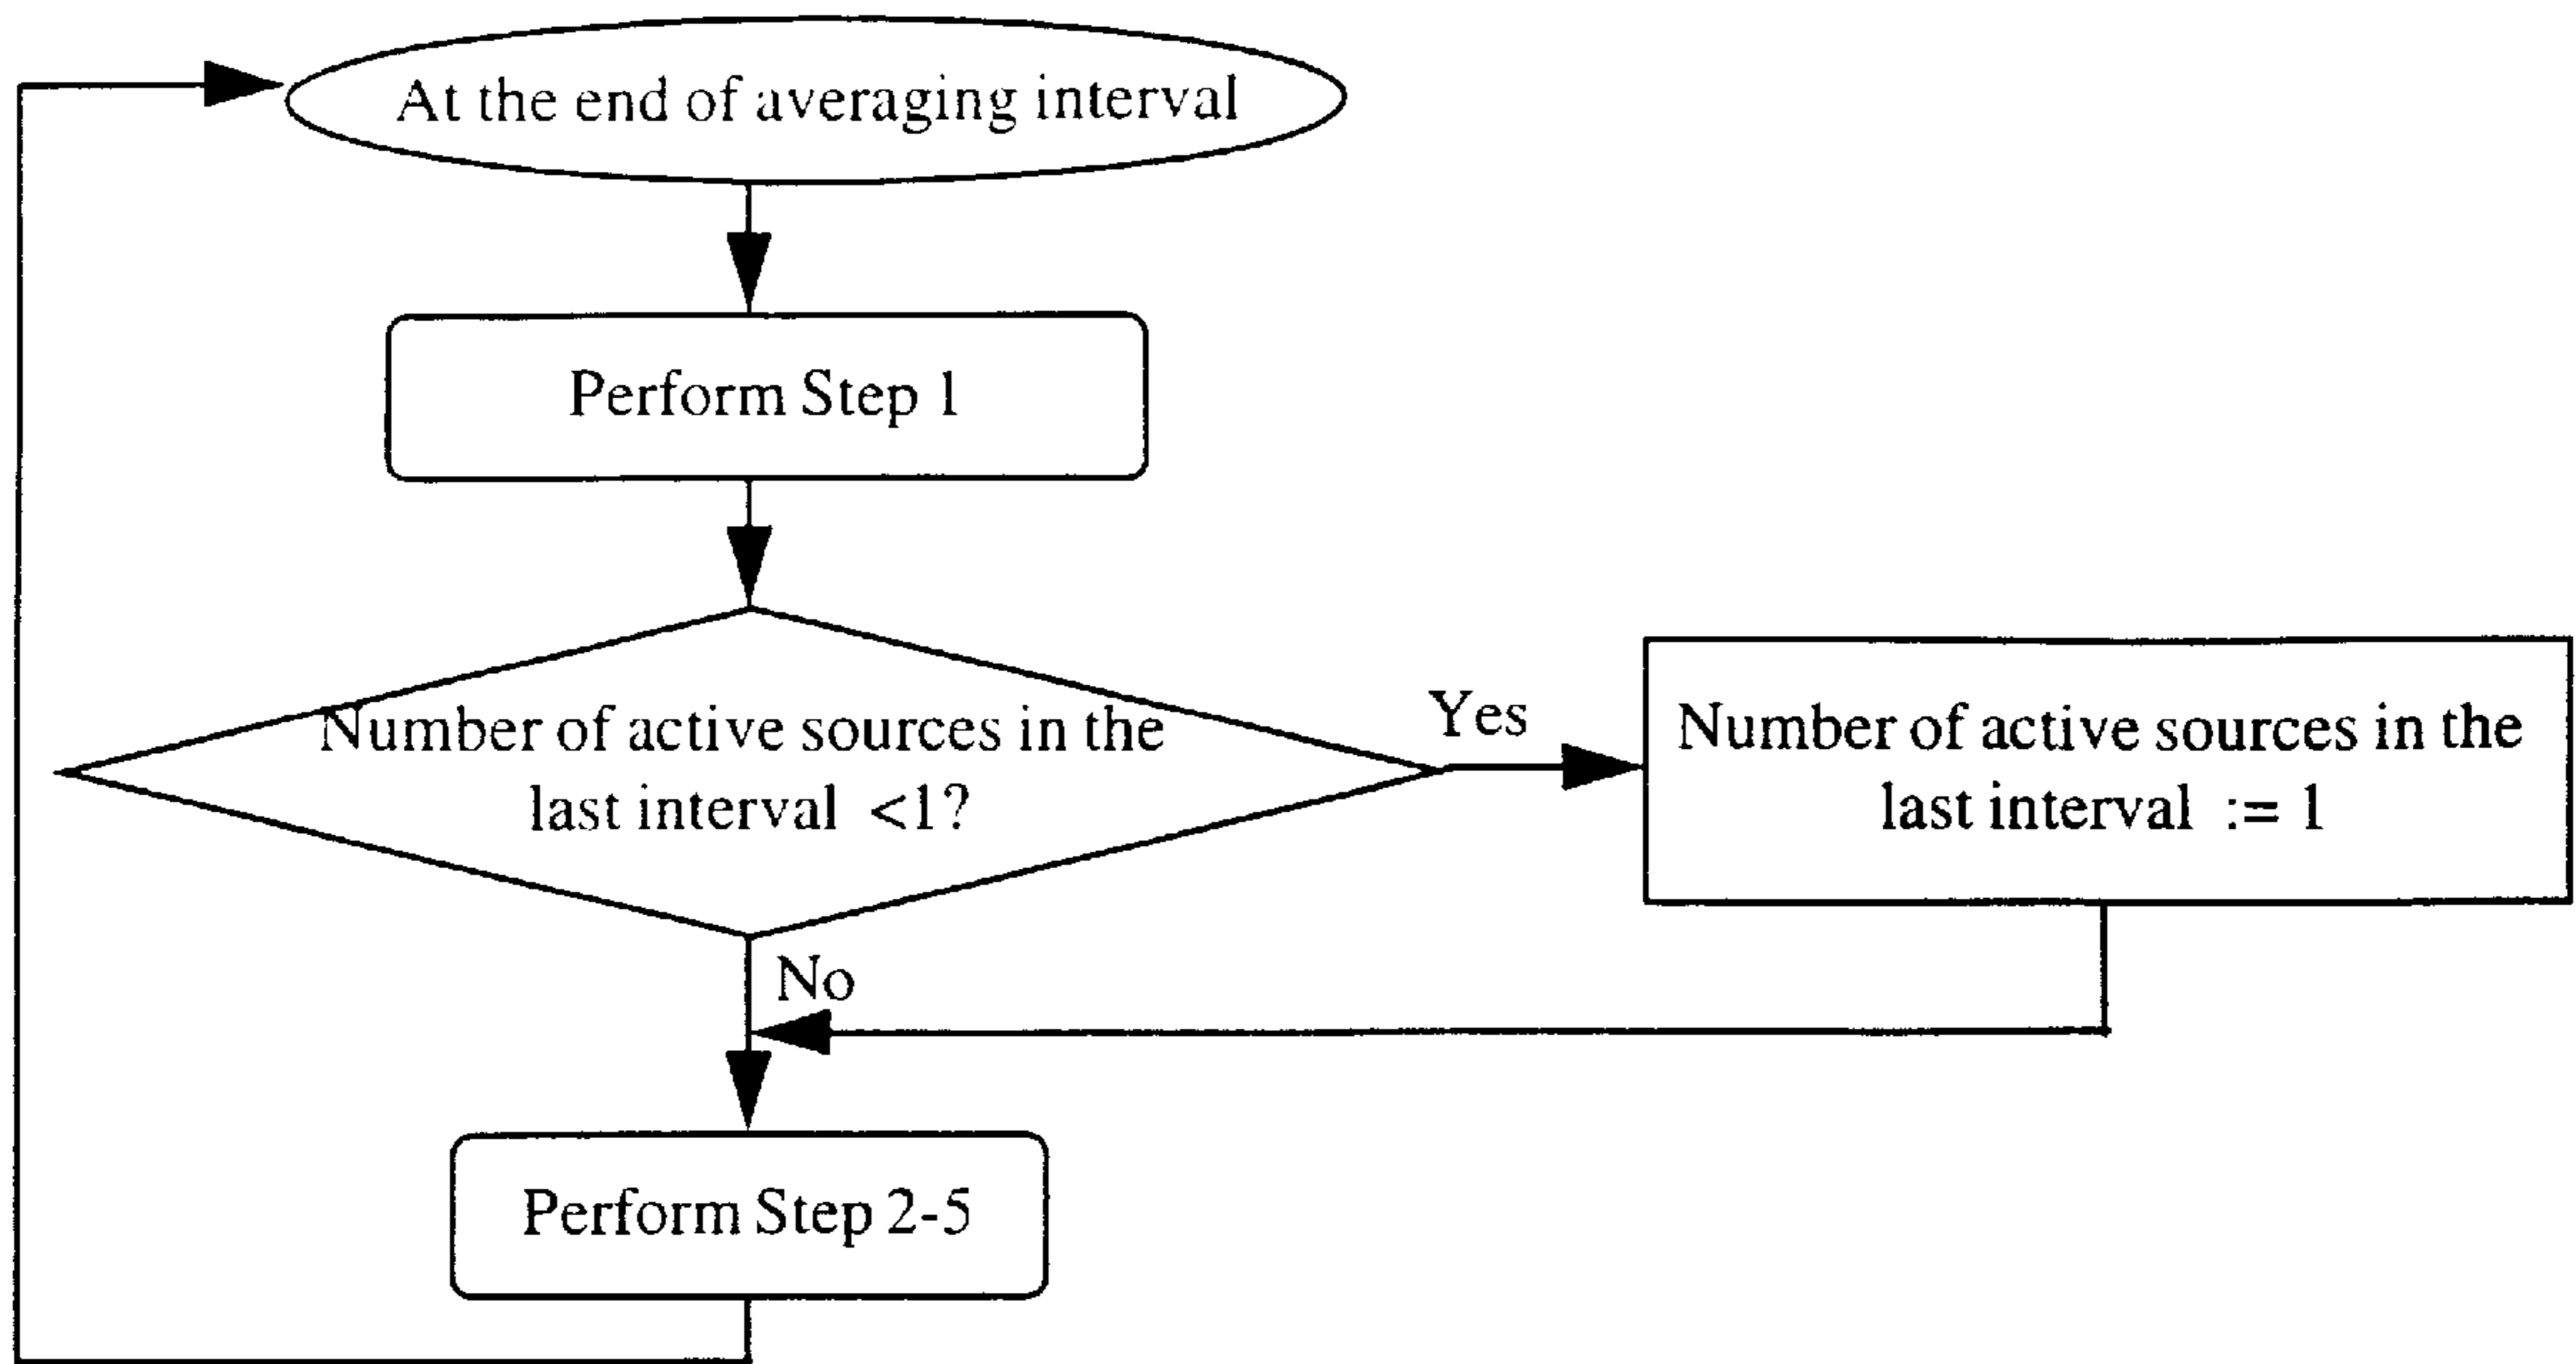 At the end of averaging interval
Perform Step 1
Number of active sources in the
last interval <1?
Yes
Number of active sources in the
last interval := 1
No
Perform Step 2-5